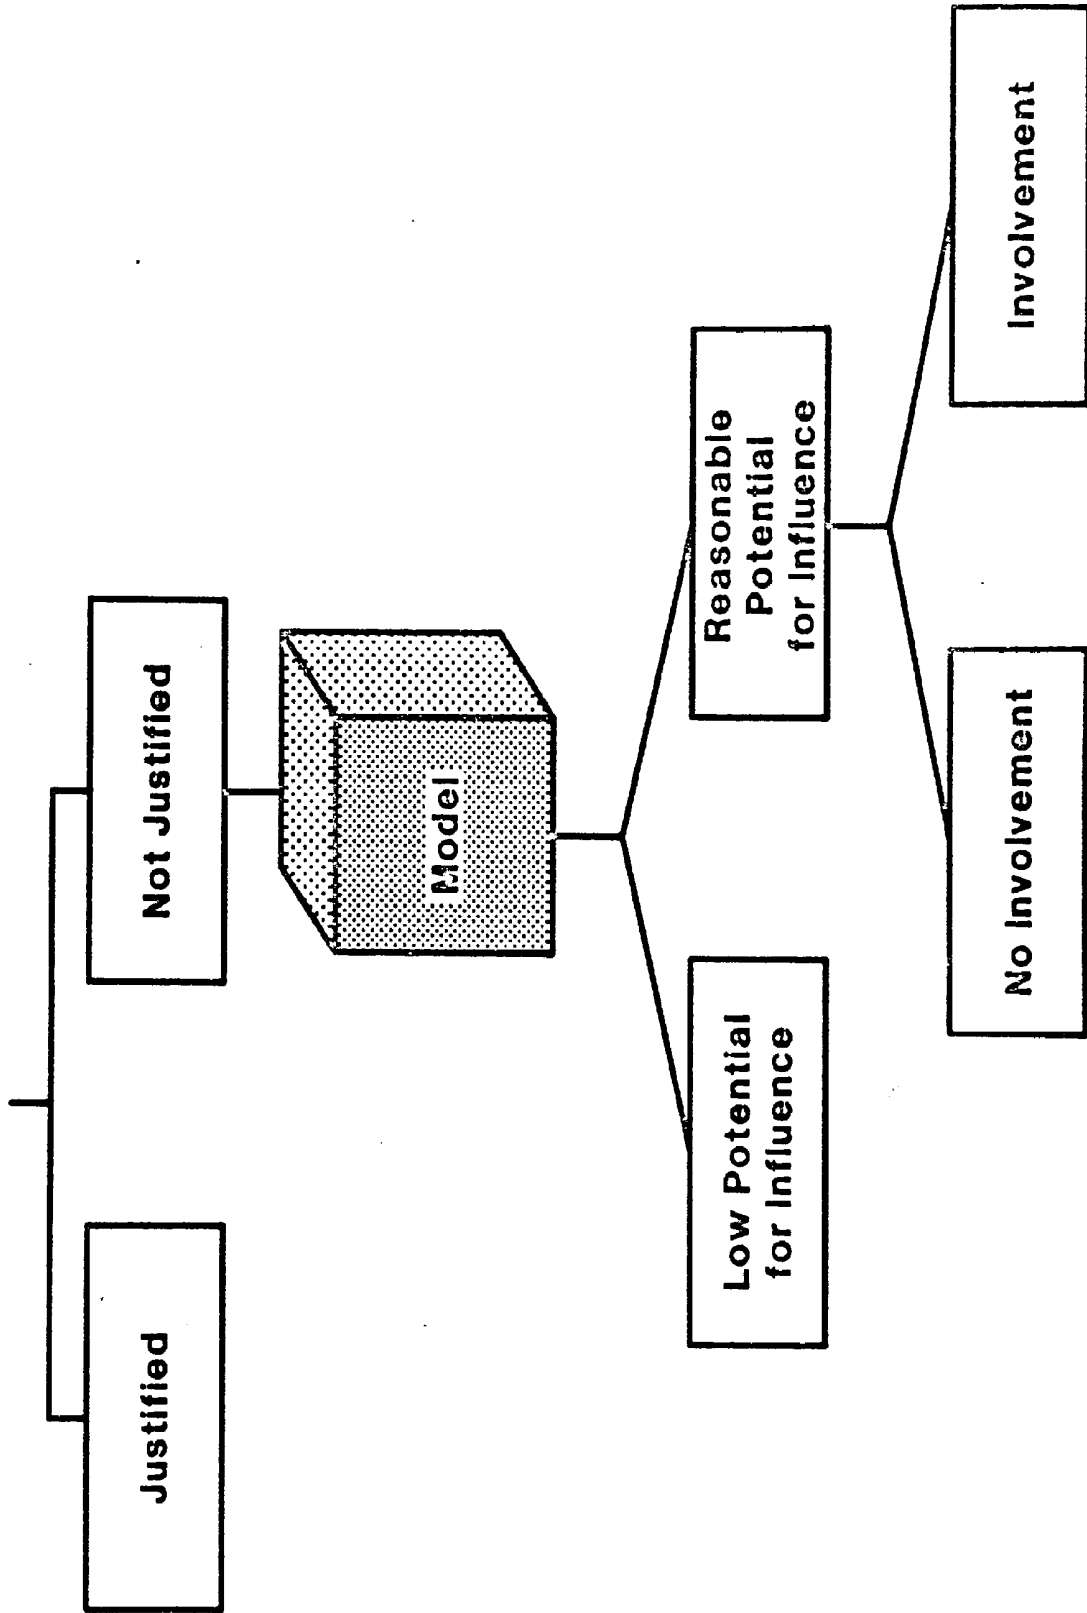 Justified
Not Justified
Model
Low Potential
for Influence
Reasonable
Potential
for Influence
No Involvement
Involvement